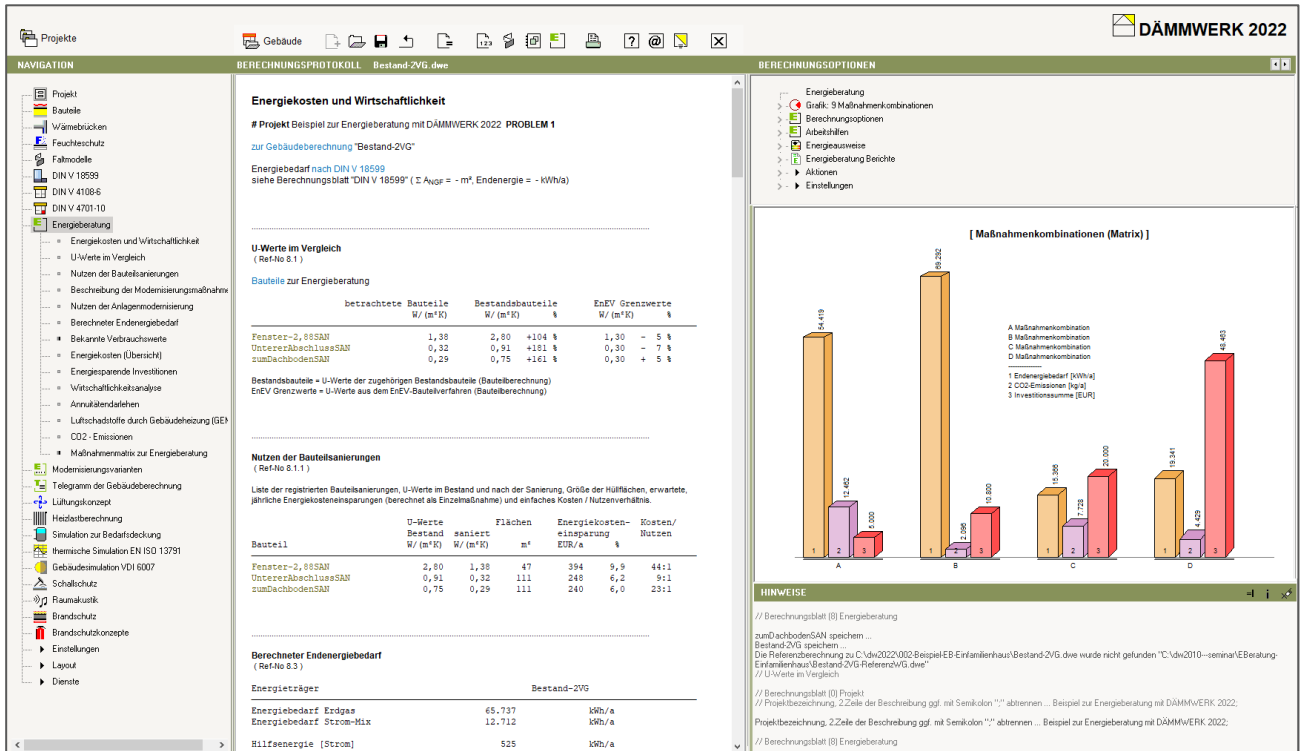 Projekte
Gebäude
DÄMMWERK 2022
NAVIGATION
BERECHNUNGSPROTOKOLL Bestand-2VG.dwe
BERECHNUNGSOPTIONEN
Projekt
Bauteile
Wärmebrücken
Feuchteschutz
Faltmodelle
DIN V 18599
DIN V 4108-6
DIN V 4701-10
Energieberatung
Energiekosten und Wirtschaftlichkeit
U-Werte im Vergleich
Nutzen der Bauteilsanierungen
Beschreibung der Modernisierungsmaßnahme
Nutzen der Anlagenmodernisierung
Berechneter Endenergiebedarf
Bekannte Verbrauchswerte
Energiekosten (Übersicht)
Energiesparende Investitionen
Wirtschaftlichkeitsanalyse
Annuitätendarlehen
Luftschadstoffe durch Gebäudeheizung (GEM
CO2 - Emissionen
Maßnahmenmatrix zur Energieberatung
Modernisierungsvarianten
Telegramm der Gebäudeberechnung
Lüftungskonzept
Heizlastberechnung
Simulation zur Bedarfsdeckung
thermische Simulation EN ISO 13791
Gebäudesimulation VDI 6007
Schallschutz
Raumakustik
Brandschutz
Brandschutzkonzepte
Einstellungen
Layout
Dienste
Energiekosten und Wirtschaftlichkeit
# Projekt Beispiel zur Energieberatung mit DÄMMWERK 2022 PROBLEM 1
zur Gebäudeberechnung "Bestand-2VG"
Energiebedarf nach DIN V 18599
siehe Berechnungsblatt "DIN V 18599" ( Σ ANGF = - m², Endenergie = - kWh/a)
U-Werte im Vergleich
( Ref-No 8.1 )
Bauteile zur Energieberatung
betrachtete Bauteile Bestandsbauteile EnEV Grenzwerte
W/(m²K) W/(m²K) % W/(m²K) %
Fenster-2,88SAN 1,38 2,80 +104 % 1,30 - 5 %
UntererAbschlussSAN 0,32 0,91 +181 % 0,30 - 7 %
zumDachbodenSAN 0,29 0,75 +161 % 0,30 + 5 %
Bestandsbauteile = U-Werte der zugehörigen Bestandsbauteile (Bauteilberechnung)
EnEV Grenzwerte = U-Werte aus dem EnEV-Bauteilverfahren (Bauteilberechnung)
Nutzen der Bauteilsanierungen
( Ref-No 8.1.1 )
Liste der registrierten Bauteilsanierungen, U-Werte im Bestand und nach der Sanierung, Größe der Hüllflächen, erwartete,
jährliche Energiekosteneinsparungen (berechnet als Einzelmaßnahme) und einfaches Kosten / Nutzenverhältnis.
U-Werte Flächen Energiekosten- Kosten/
Bestand saniert einsparung Nutzen
Bauteil W/(m²K) W/(m²K) m² EUR/a %
Fenster-2,88SAN 2,80 1,38 47 394 9,9 44:1
UntererAbschlussSAN 0,91 0,32 111 248 6,2 9:1
zumDachbodenSAN 0,75 0,29 111 240 6,0 23:1
Berechneter Endenergiebedarf
( Ref-No 8.3 )
Energieträger Bestand-2VG
Energiebedarf Erdgas 65.737 kWh/a
Energiebedarf Strom-Mix 12.712 kWh/a
Hilfsenergie [Strom] 525 kWh/a
Energieberatung
Grafik: 9 Maßnahmenkombinationen
Berechnungsoptionen
Arbeitshilfen
Energieausweise
Energieberatung Berichte
Aktionen
Einstellungen
[ Maßnahmenkombinationen (Matrix) ]
54.419
12.462
5.000
69.292
2.096
10.800
15.366
7.728
20.000
19.341
4.429
48.463
A Maßnahmenkombination
B Maßnahmenkombination
C Maßnahmenkombination
D Maßnahmenkombination
---------------
1 Endenergiebedarf [kWh/a]
2 CO2-Emissionen [kg/a]
3 Investitionssumme [EUR]
1 2 3 1 2 3 1 2 3 1 2 3
A B C D
HINWEISE
// Berechnungsblatt (8) Energieberatung
zumDachbodenSAN speichern ...
Bestand-2VG speichern ...
Die Referenzberechnung zu C:\dw2022\002-Beispiel-EB-Einfamilienhaus\Bestand-2VG.dwe wurde nicht gefunden "C:\dw2010---seminar\EBeratung-
Einfamilienhaus\Bestand-2VG-ReferenzWG.dwe"
// U-Werte im Vergleich
// Berechnungsblatt (0) Projekt
// Projektbezeichnung, 2.Zeile der Beschreibung ggf. mit Semikolon ";" abtrennen ... Beispiel zur Energieberatung mit DÄMMWERK 2022;
Projektbezeichnung, 2.Zeile der Beschreibung ggf. mit Semikolon ";" abtrennen ... Beispiel zur Energieberatung mit DÄMMWERK 2022;
// Berechnungsblatt (8) Energieberatung